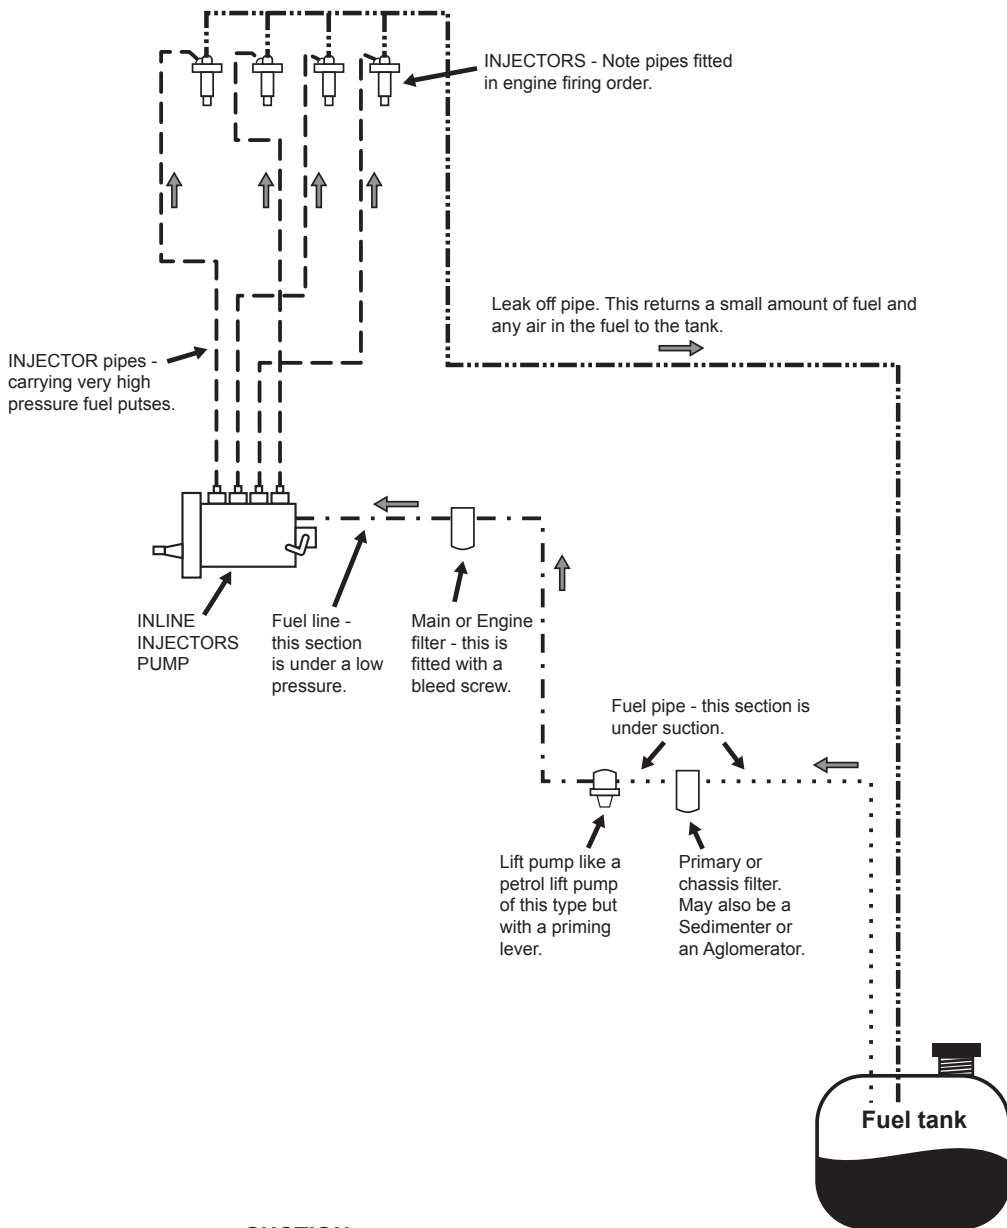 INJECTORS - Note pipes fitted
in engine firing order.
Leak off pipe. This returns a small amount of fuel and
any air in the fuel to the tank.
INJECTOR pipes -
carrying very high
pressure fuel putses.
INLINE
INJECTORS
PUMP
Fuel line -
this section
is under a low
pressure.
Main or Engine
filter - this is
fitted with a
bleed screw.
Fuel pipe - this section is
under suction.
Lift pump like a
petrol lift pump
of this type but
with a priming
lever.
Primary or
chassis filter.
May also be a
Sedimenter or
an Aglomerator.
Fuel tank